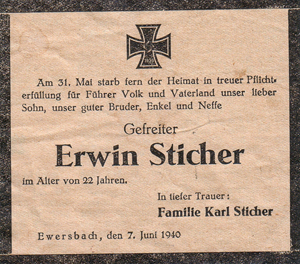 Am 31. Mai starb fern der Heimat in treuer Pflicht-
erfüllung für Führer Volk und Vaterland unser lieber
Sohn, unser guter Bruder, Enkel und Neffe
Gefreiter
Erwin Sticher
im Alter von 22 Jahren.
In tiefer Trauer:
Familie Karl Sticher
Ewersbach, den 7. Juni 1940